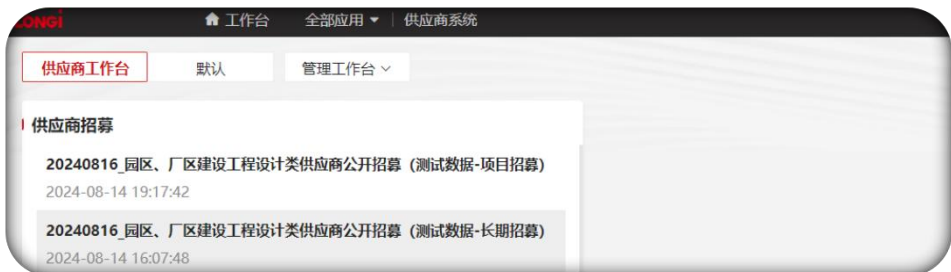 LONGi 工作台 全部应用 供应商系统
供应商工作台 默认 管理工作台
供应商招募
20240816_园区、厂区建设工程设计类供应商公开招募（测试数据-项目招募）
2024-08-14 19:17:42
20240816_园区、厂区建设工程设计类供应商公开招募（测试数据-长期招募）
2024-08-14 16:07:48